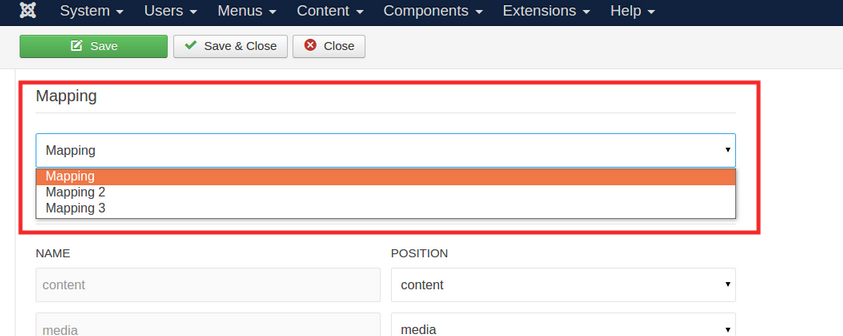 System Users Menus Content Components Extensions Help
Save Save & Close Close
Mapping
Mapping
Mapping
Mapping 2
Mapping 3
NAME POSITION
content content
media media